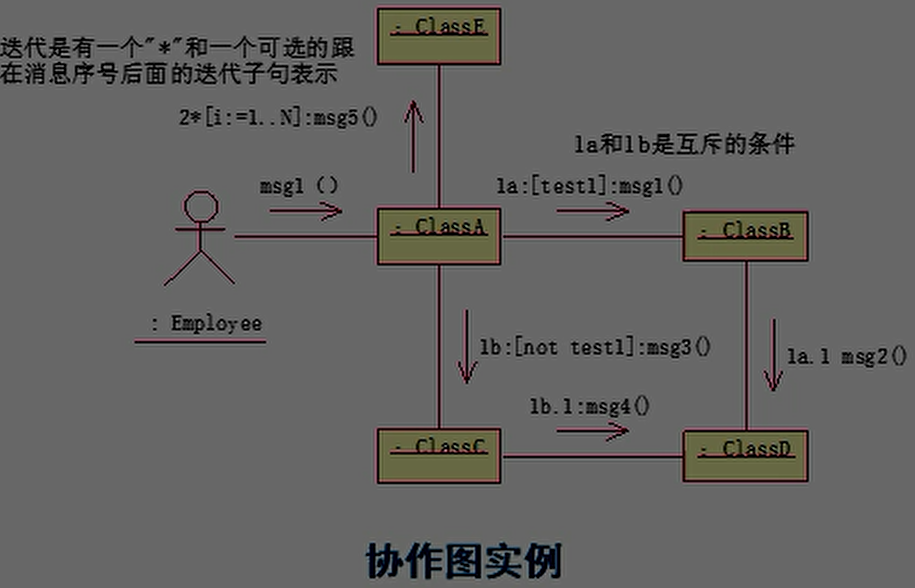 : ClassE
迭代是有一个"*"和一个可选的跟
在消息序号后面的迭代子句表示
2*[i:=1..N]:msg5()
1a和1b是互斥的条件
msg1 ()
1a:[test1]:msg1()
: ClassA
: ClassB
: Employee
1b:[not test1]:msg3()
1a.1 msg2()
1b.1:msg4()
: ClassC
: ClassD
协作图实例